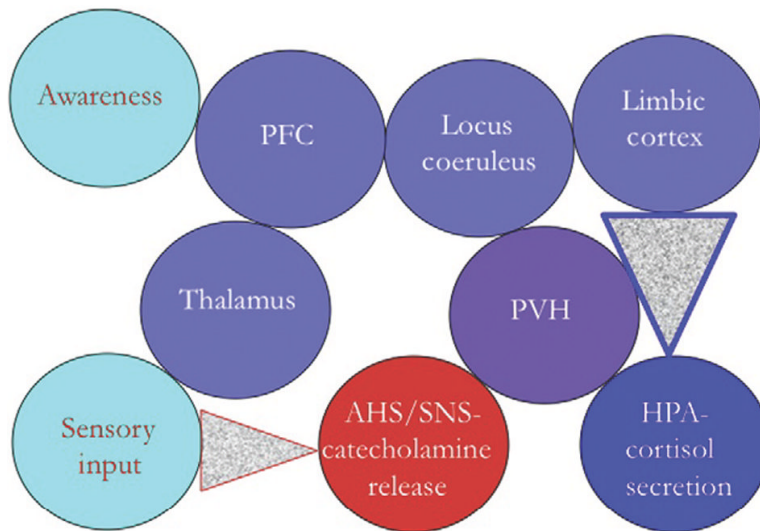 Awareness
PFC
Locus
coeruleus
Limbic
cortex
Thalamus
PVH
Sensory
input
AHS/SNS-
catecholamine
release
HPA-
cortisol
secretion